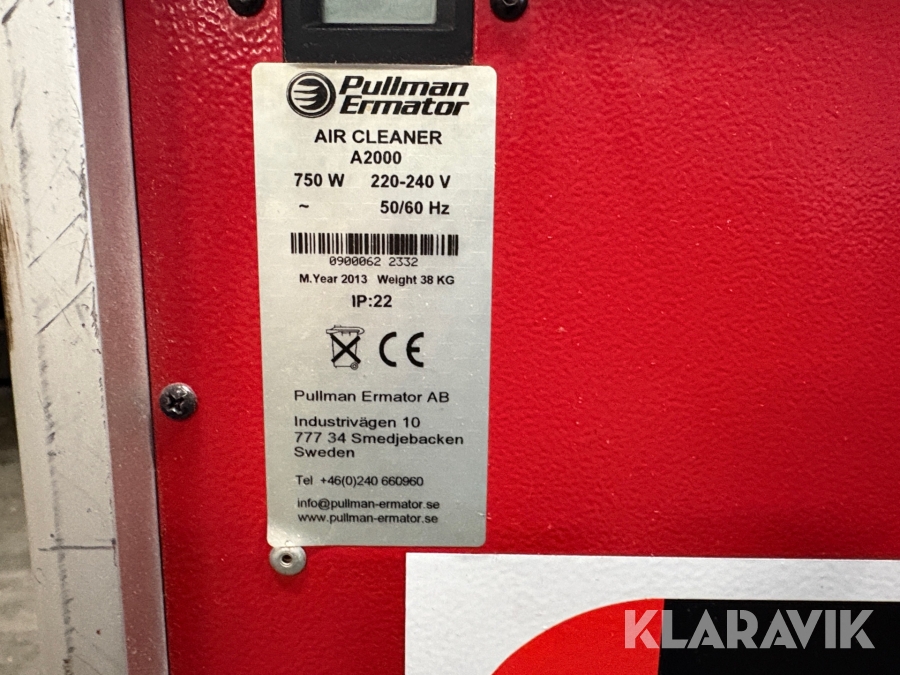 Pullman
Ermator
AIR CLEANER
A2000
750 W 220-240 V
~ 50/60 Hz
0900062 2332
M.Year 2013 Weight 38 KG
IP:22
CE
Pullman Ermator AB
Industrivägen 10
777 34 Smedjebacken
Sweden
Tel +46(0)240 660960
info@pullman-ermator.se
www.pullman-ermator.se
KLARAVIK